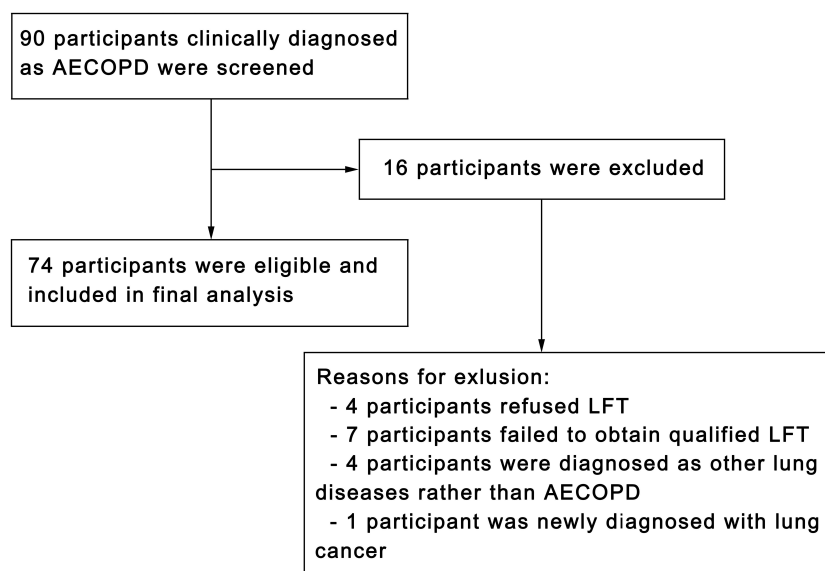 90 participants clinically diagnosed
as AECOPD were screened
16 participants were excluded
74 participants were eligible and
included in final analysis
Reasons for exlusion:
- 4 participants refused LFT
- 7 participants failed to obtain qualified LFT
- 4 participants were diagnosed as other lung
diseases rather than AECOPD
- 1 participant was newly diagnosed with lung
cancer